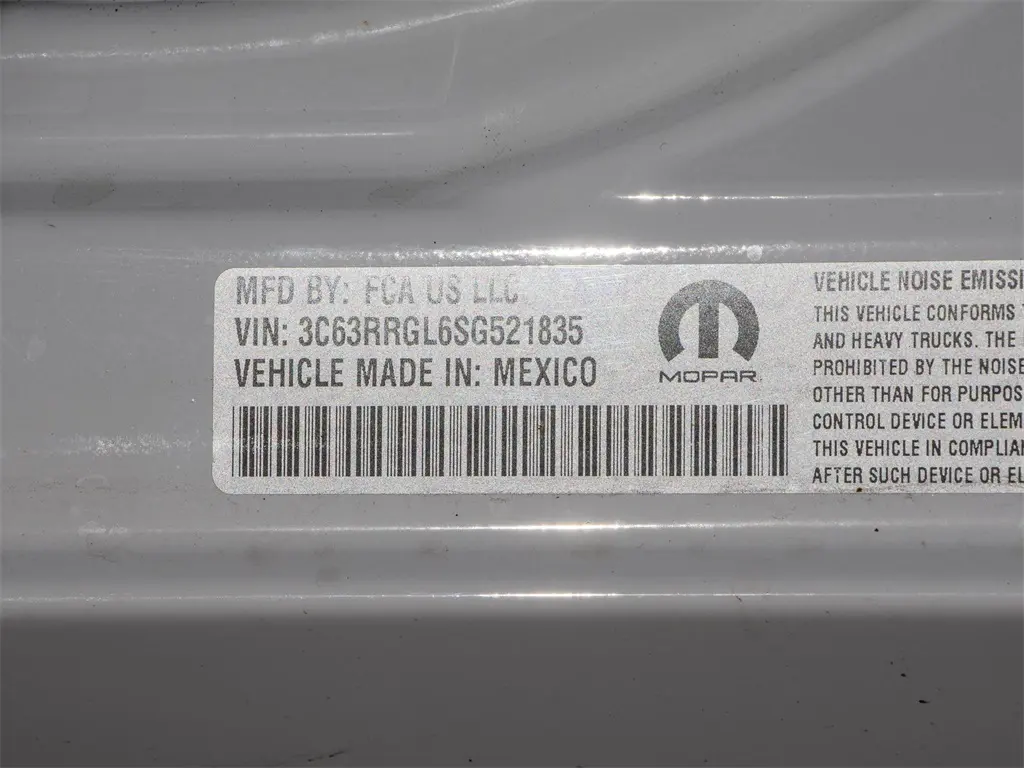 MFD BY: FCA US LLC
VIN: 3C63RRGL6SG521835
VEHICLE MADE IN: MEXICO
MOPAR
VEHICLE NOISE EMISSI
THIS VEHICLE CONFORMS
AND HEAVY TRUCKS. THE
PROHIBITED BY THE NOISE
OTHER THAN FOR PURPOS
CONTROL DEVICE OR ELEM
THIS VEHICLE IN COMPLIA
AFTER SUCH DEVICE OR EL